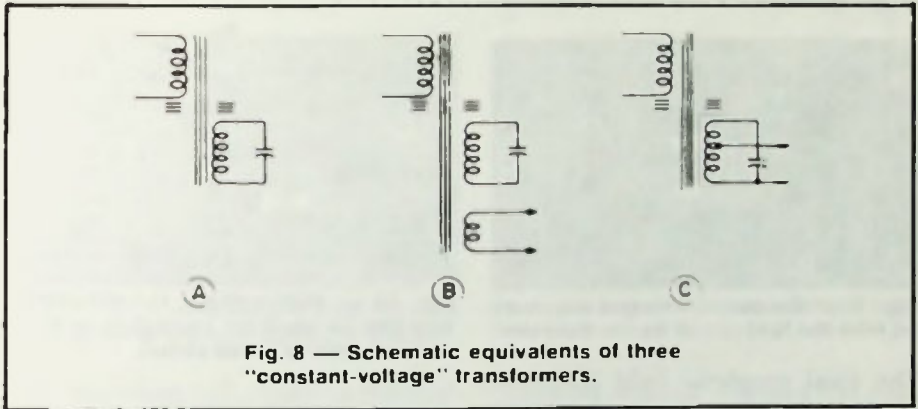 A B C
Fig. 8 — Schematic equivalents of three
"constant-voltage" transformers.